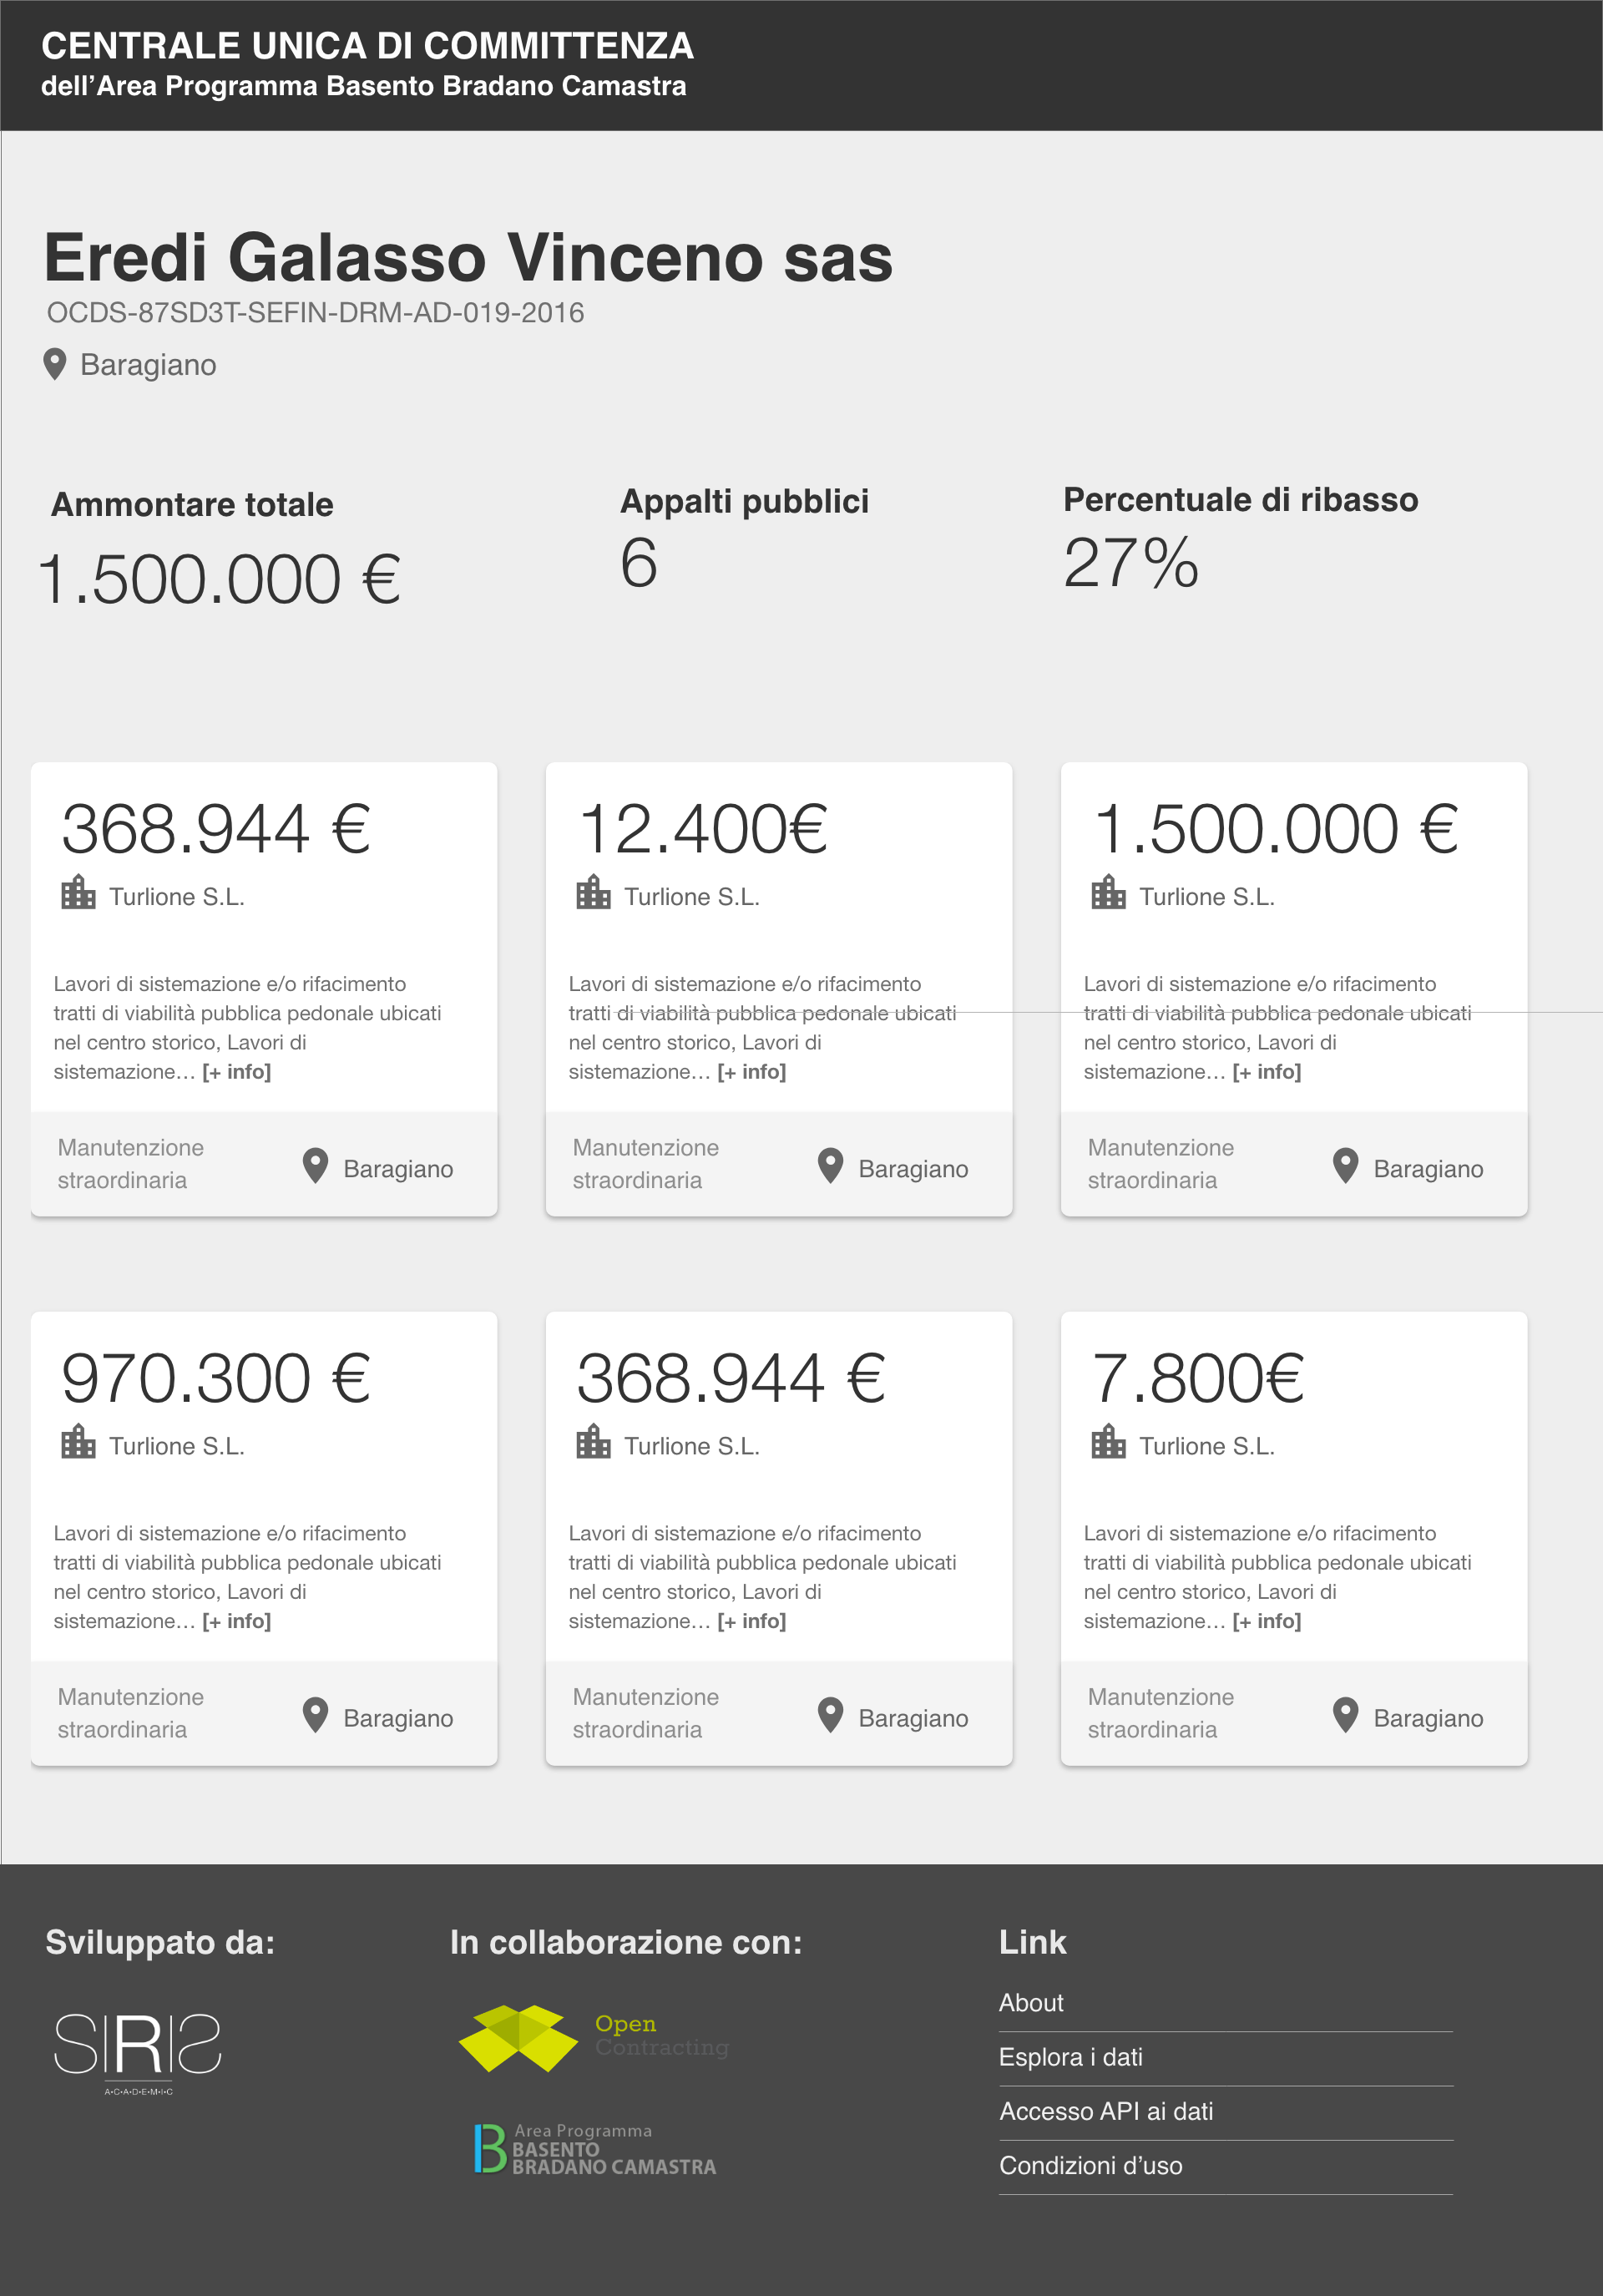 CENTRALE UNICA DI COMMITTENZA
dell’Area Programma Basento Bradano Camastra
Eredi Galasso Vinceno sas
OCDS-87SD3T-SEFIN-DRM-AD-019-2016
Baragiano
Ammontare totale
1.500.000 €
Appalti pubblici
6
Percentuale di ribasso
27%
368.944 €
Turlione S.L.
Lavori di sistemazione e/o rifacimento
tratti di viabilità pubblica pedonale ubicati
nel centro storico, Lavori di
sistemazione… [+ info]
Manutenzione
straordinaria
Baragiano
12.400€
Turlione S.L.
Lavori di sistemazione e/o rifacimento
tratti di viabilità pubblica pedonale ubicati
nel centro storico, Lavori di
sistemazione… [+ info]
Manutenzione
straordinaria
Baragiano
1.500.000 €
Turlione S.L.
Lavori di sistemazione e/o rifacimento
tratti di viabilità pubblica pedonale ubicati
nel centro storico, Lavori di
sistemazione… [+ info]
Manutenzione
straordinaria
Baragiano
970.300 €
Turlione S.L.
Lavori di sistemazione e/o rifacimento
tratti di viabilità pubblica pedonale ubicati
nel centro storico, Lavori di
sistemazione… [+ info]
Manutenzione
straordinaria
Baragiano
368.944 €
Turlione S.L.
Lavori di sistemazione e/o rifacimento
tratti di viabilità pubblica pedonale ubicati
nel centro storico, Lavori di
sistemazione… [+ info]
Manutenzione
straordinaria
Baragiano
7.800€
Turlione S.L.
Lavori di sistemazione e/o rifacimento
tratti di viabilità pubblica pedonale ubicati
nel centro storico, Lavori di
sistemazione… [+ info]
Manutenzione
straordinaria
Baragiano
Sviluppato da:
SIRIS
A•C•A•D•E•M•I•C
In collaborazione con:
Open
Contracting
B
Area Programma
BASENTO
BRADANO CAMASTRA
Link
About
Esplora i dati
Accesso API ai dati
Condizioni d’uso